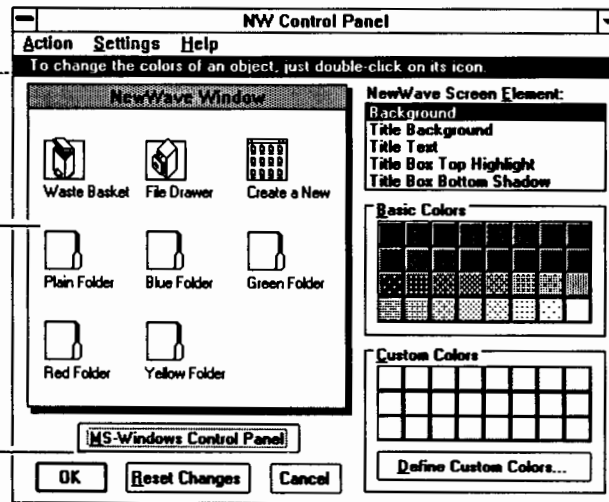 NW Control Panel
Action Settings Help
To change the colors of an object, just double-click on its icon.
NewWave Window
Waste Basket File Drawer Create a New
Plain Folder Blue Folder Green Folder
Red Folder Yellow Folder
MS-Windows Control Panel
OK Reset Changes Cancel
NewWave Screen Element:
Background
Title Background
Title Text
Title Box Top Highlight
Title Box Bottom Shadow
Basic Colors
Custom Colors
Define Custom Colors...